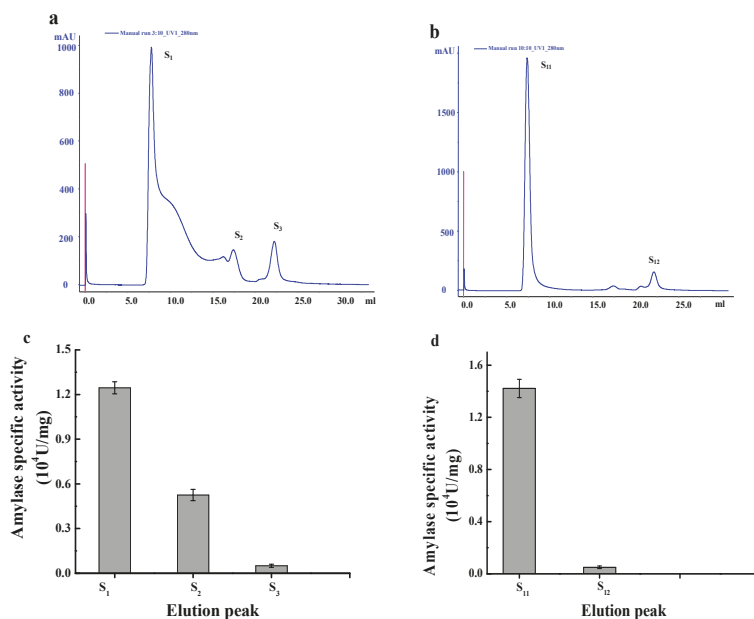 a
mAU
Manual run 3:10_UV1_280nm
S1
1000
800
600
400
200
0
S2
S3
0.0 5.0 10.0 15.0 20.0 25.0 30.0 ml
b
mAU
Manual run 10:10_UV1_280nm
S11
1500
1000
500
0
S12
0.0 5.0 10.0 15.0 20.0 25.0 ml
c
Amylase specific activity
(10^4U/mg)
1.5
1.2
0.9
0.6
0.3
0.0
S1 S2 S3
Elution peak
d
Amylase specific activity
(10^4U/mg)
1.6
1.2
0.8
0.4
0.0
S11 S12
Elution peak